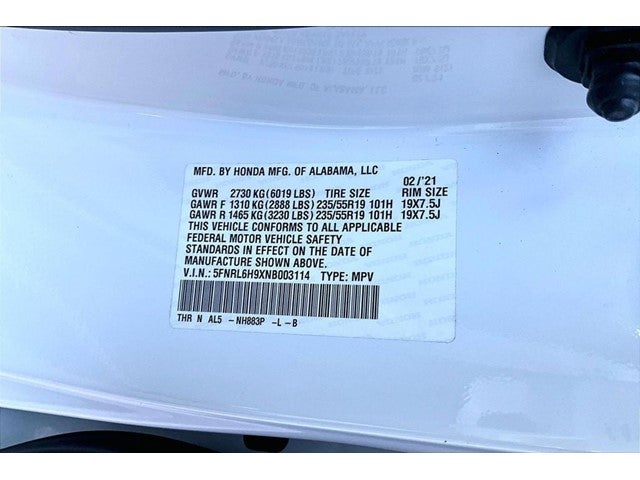 MFD. BY HONDA MFG. OF ALABAMA, LLC
02/'21
GVWR 2730 KG(6019 LBS) TIRE SIZE RIM SIZE
GAWR F 1310 KG(2888 LBS)235/55R19 101H 19X7.5J
GAWR R 1465 KG(3230 LBS)235/55R19 101H 19X7.5J
THIS VEHICLE CONFORMS TO ALL APPLICABLE
FEDERAL MOTOR VEHICLE SAFETY
STANDARDS IN EFFECT ON THE DATE OF
MANUFACTURE SHOWN ABOVE.
V.I.N.: 5FNRL6H9XNB003114 TYPE: MPV
THR N AL5 - NH883P -L -B